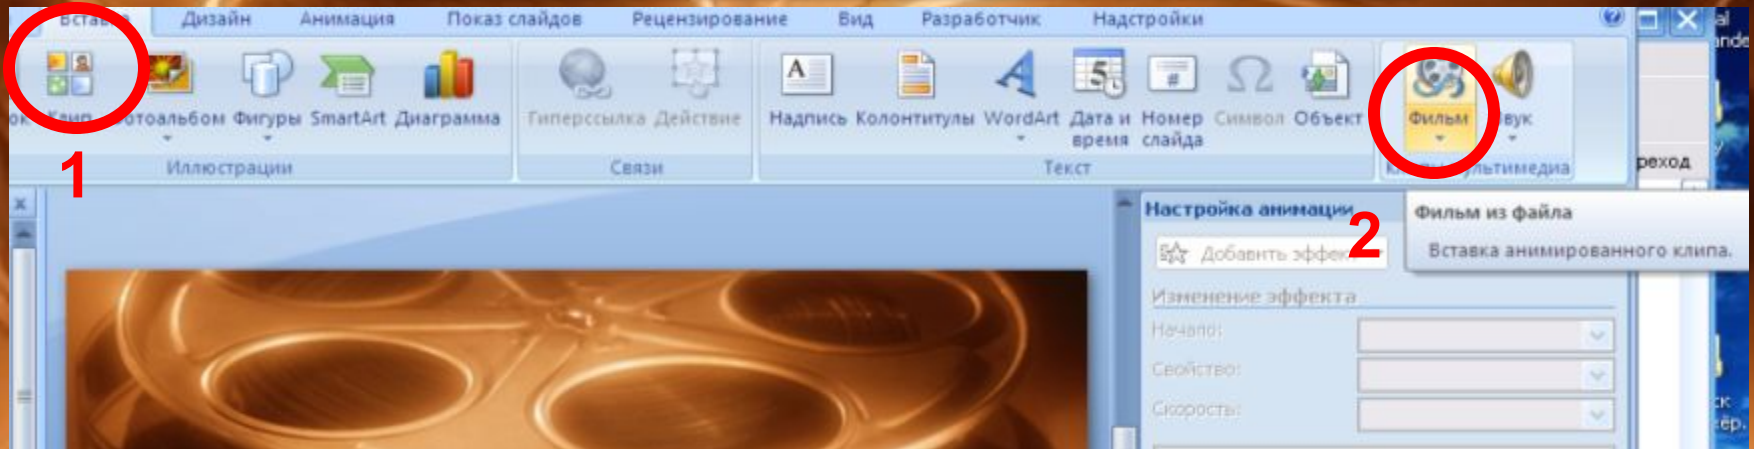 Вставка Дизайн Анимация Показ слайдов Рецензирование Вид Разработчик Надстройки
Клип Фотоальбом Фигуры SmartArt Диаграмма Гиперссылка Действие Надпись Колонтитулы WordArt Дата и время Номер слайда Символ Объект Фильм Звук
Иллюстрации Связи Текст Клипы мультимедиа
1
реход
Настройка анимации
2
Фильм из файла
Вставка анимированного клипа.
Добавить эффект
Изменение эффекта
Начало:
Свойство:
Скорость: